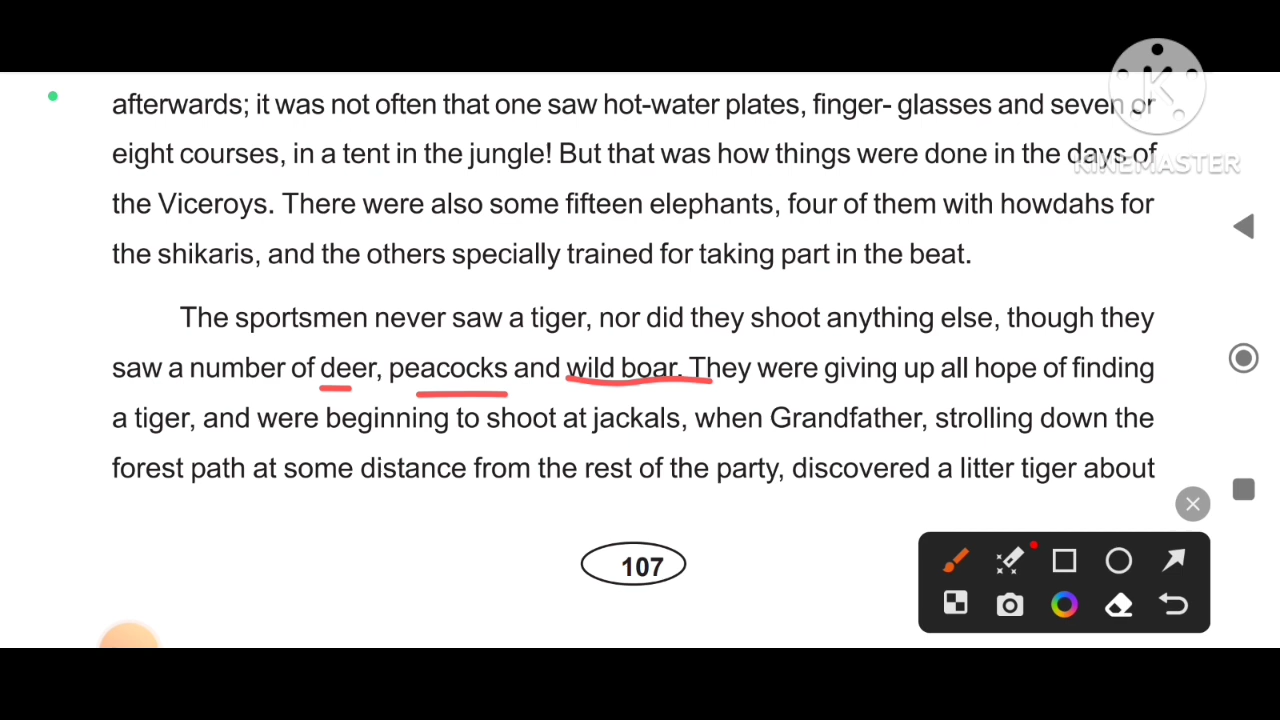 KINEMASTER
afterwards; it was not often that one saw hot-water plates, finger- glasses and seven or
eight courses, in a tent in the jungle! But that was how things were done in the days of
the Viceroys. There were also some fifteen elephants, four of them with howdahs for
the shikaris, and the others specially trained for taking part in the beat.
The sportsmen never saw a tiger, nor did they shoot anything else, though they
saw a number of deer, peacocks and wild boar. They were giving up all hope of finding
a tiger, and were beginning to shoot at jackals, when Grandfather, strolling down the
forest path at some distance from the rest of the party, discovered a litter tiger about
107